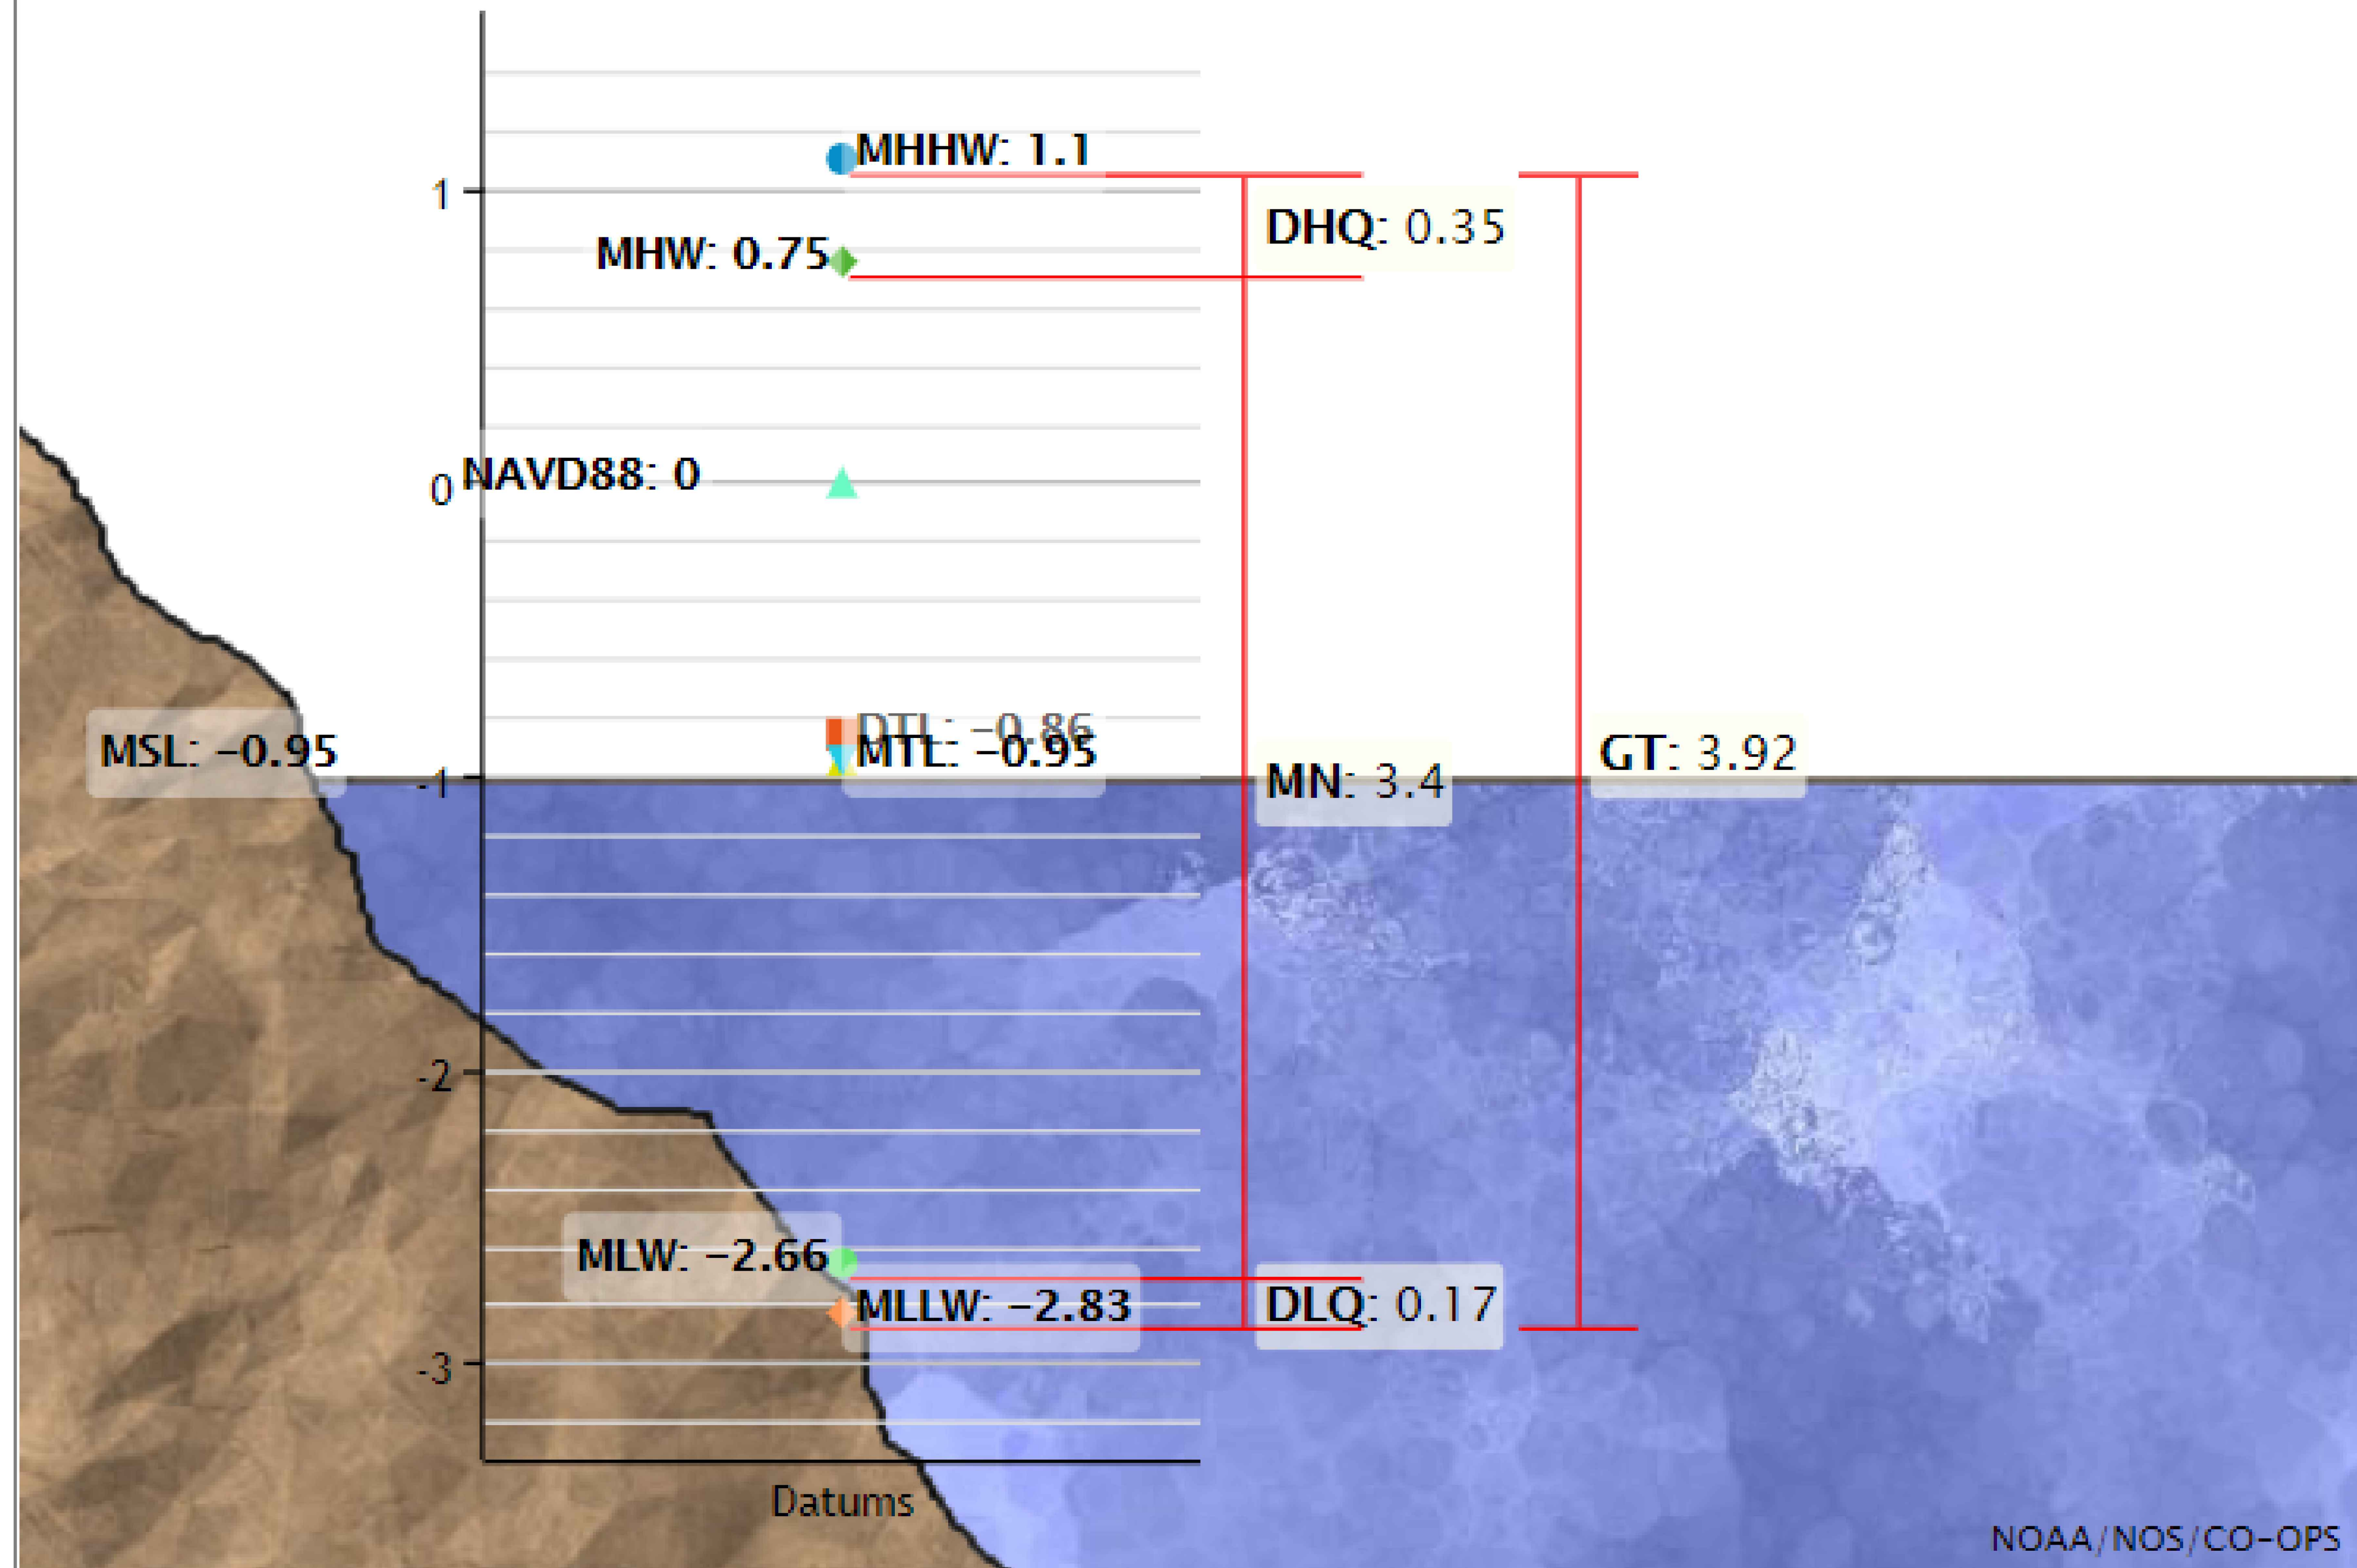 MHHW: 1.1
1
DHQ: 0.35
MHW: 0.75
0
NAVD88: 0
DTL: −0.86
MSL: −0.95
MTL: −0.95
GT: 3.92
-1
MN: 3.4
-2
MLW: −2.66
MLLW: −2.83
DLQ: 0.17
-3
Datums
NOAA/NOS/CO-OPS